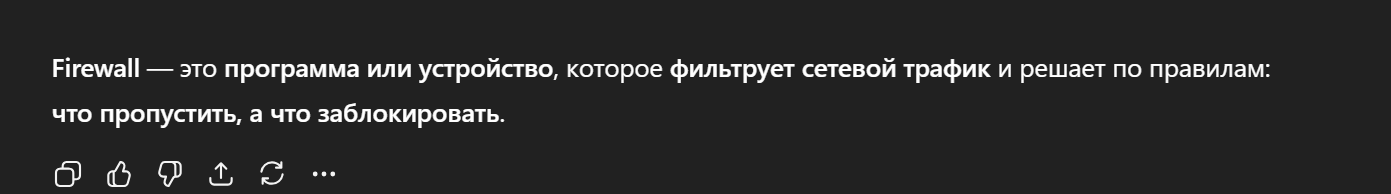 Firewall — это программа или устройство, которое фильтрует сетевой трафик и решает по правилам:
что пропустить, а что заблокировать.